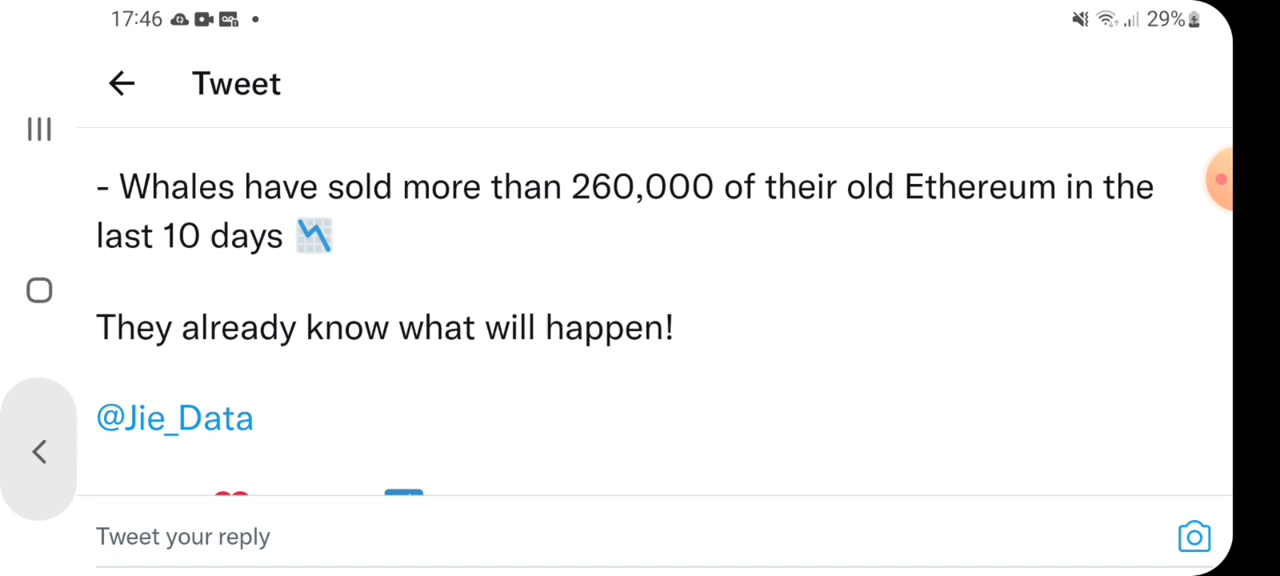 17:46
29%
Tweet
- Whales have sold more than 260,000 of their old Ethereum in the
last 10 days 📉
They already know what will happen!
@Jie_Data
Tweet your reply